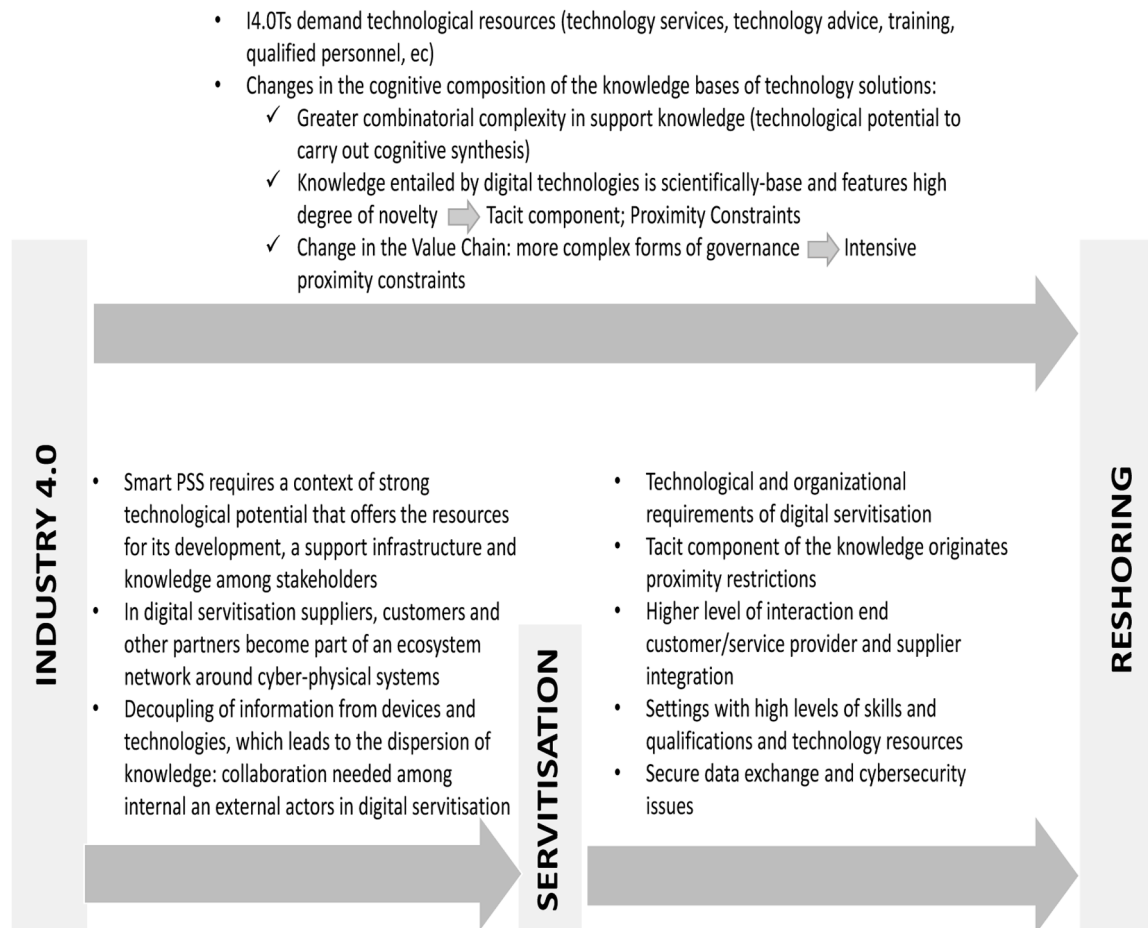 • I4.0Ts demand technological resources (technology services, technology advice, training,
qualified personnel, ec)
• Changes in the cognitive composition of the knowledge bases of technology solutions:
✓ Greater combinatorial complexity in support knowledge (technological potential to
carry out cognitive synthesis)
✓ Knowledge entailed by digital technologies is scientifically-base and features high
degree of novelty Tacit component; Proximity Constraints
✓ Change in the Value Chain: more complex forms of governance Intensive
proximity constraints
INDUSTRY 4.0
• Smart PSS requires a context of strong
technological potential that offers the resources
for its development, a support infrastructure and
knowledge among stakeholders
• In digital servitisation suppliers, customers and
other partners become part of an ecosystem
network around cyber-physical systems
• Decoupling of information from devices and
technologies, which leads to the dispersion of
knowledge: collaboration needed among
internal an external actors in digital servitisation
SERVITISATION
• Technological and organizational
requirements of digital servitisation
• Tacit component of the knowledge originates
proximity restrictions
• Higher level of interaction end
customer/service provider and supplier
integration
• Settings with high levels of skills and
qualifications and technology resources
• Secure data exchange and cybersecurity
issues
RESHORING